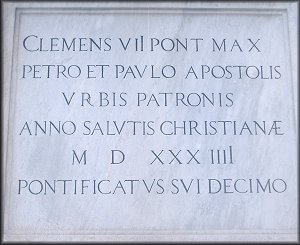 CLEMENS VII PONT MAX
PETRO ET PAVLO APOSTOLIS
VRBIS PATRONIS
ANNO SALVTIS CHRISTIANÆ
M D XXXIIII
PONTIFICATVS SVI DECIMO